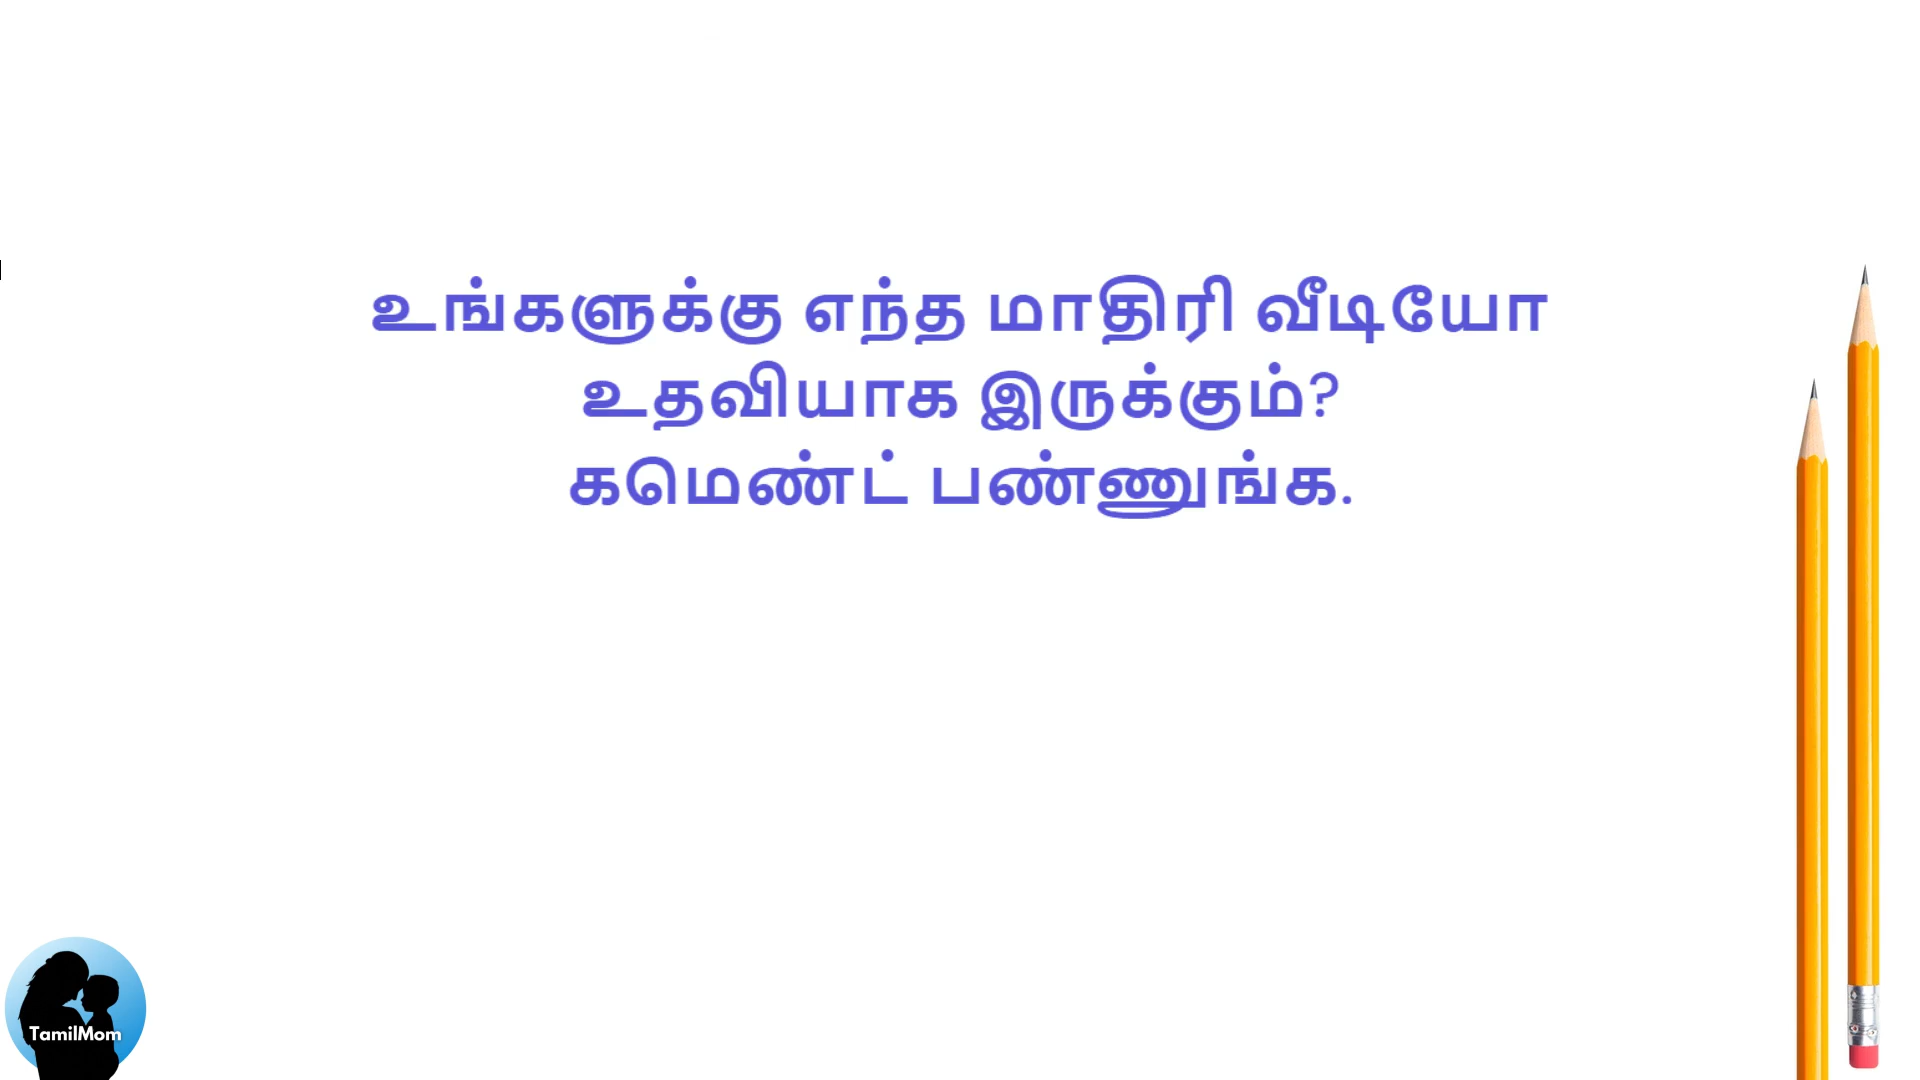 உங்களுக்கு எந்த மாதிரி வீடியோ
உதவியாக இருக்கும்?
கமெண்ட் பண்ணுங்க.
TamilMom